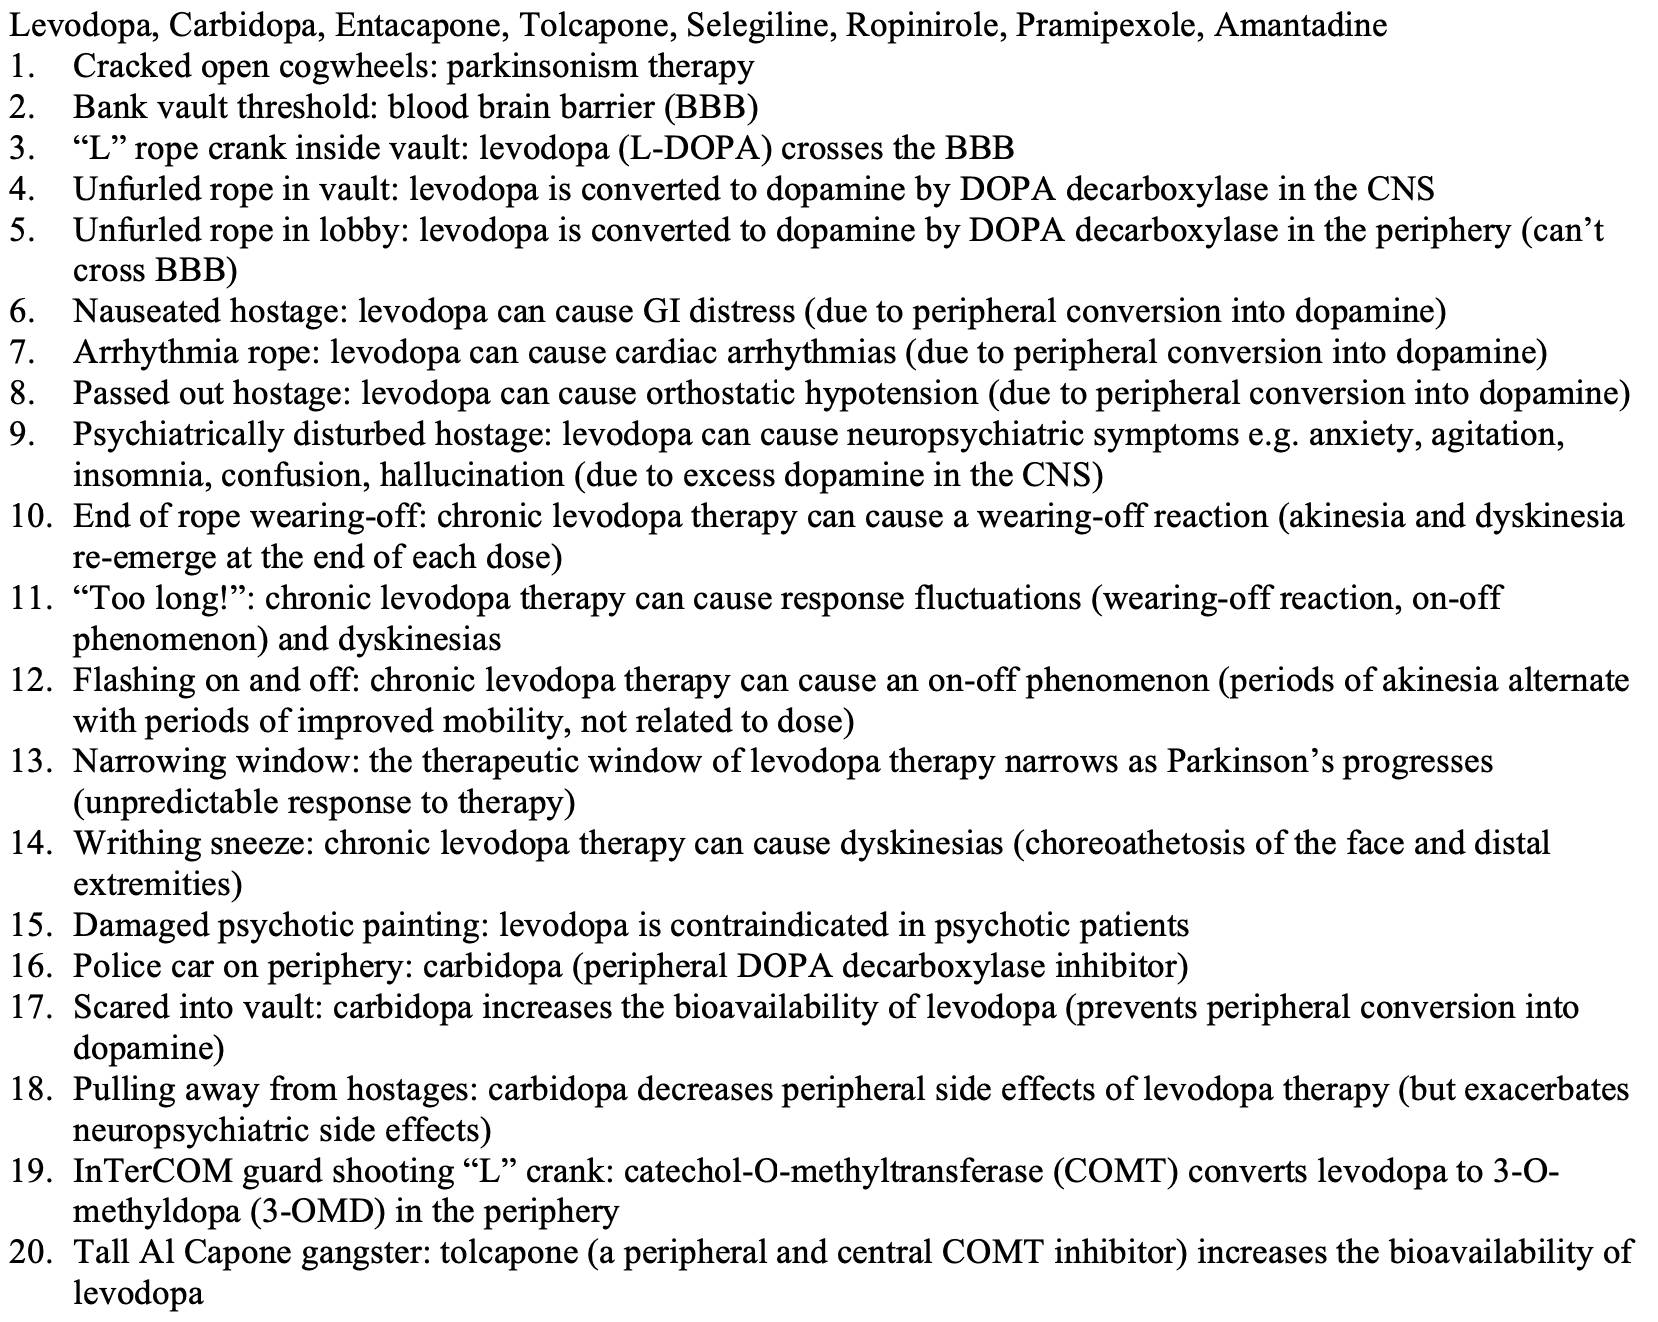 Levodopa, Carbidopa, Entacapone, Tolcapone, Selegiline, Ropinirole, Pramipexole, Amantadine
1. Cracked open cogwheels: parkinsonism therapy
2. Bank vault threshold: blood brain barrier (BBB)
3. “L” rope crank inside vault: levodopa (L-DOPA) crosses the BBB
4. Unfurled rope in vault: levodopa is converted to dopamine by DOPA decarboxylase in the CNS
5. Unfurled rope in lobby: levodopa is converted to dopamine by DOPA decarboxylase in the periphery (can’t
cross BBB)
6. Nauseated hostage: levodopa can cause GI distress (due to peripheral conversion into dopamine)
7. Arrhythmia rope: levodopa can cause cardiac arrhythmias (due to peripheral conversion into dopamine)
8. Passed out hostage: levodopa can cause orthostatic hypotension (due to peripheral conversion into dopamine)
9. Psychiatrically disturbed hostage: levodopa can cause neuropsychiatric symptoms e.g. anxiety, agitation,
insomnia, confusion, hallucination (due to excess dopamine in the CNS)
10. End of rope wearing-off: chronic levodopa therapy can cause a wearing-off reaction (akinesia and dyskinesia
re-emerge at the end of each dose)
11. “Too long!”: chronic levodopa therapy can cause response fluctuations (wearing-off reaction, on-off
phenomenon) and dyskinesias
12. Flashing on and off: chronic levodopa therapy can cause an on-off phenomenon (periods of akinesia alternate
with periods of improved mobility, not related to dose)
13. Narrowing window: the therapeutic window of levodopa therapy narrows as Parkinson’s progresses
(unpredictable response to therapy)
14. Writhing sneeze: chronic levodopa therapy can cause dyskinesias (choreoathetosis of the face and distal
extremities)
15. Damaged psychotic painting: levodopa is contraindicated in psychotic patients
16. Police car on periphery: carbidopa (peripheral DOPA decarboxylase inhibitor)
17. Scared into vault: carbidopa increases the bioavailability of levodopa (prevents peripheral conversion into
dopamine)
18. Pulling away from hostages: carbidopa decreases peripheral side effects of levodopa therapy (but exacerbates
neuropsychiatric side effects)
19. InTerCOM guard shooting “L” crank: catechol-O-methyltransferase (COMT) converts levodopa to 3-O-
methyldopa (3-OMD) in the periphery
20. Tall Al Capone gangster: tolcapone (a peripheral and central COMT inhibitor) increases the bioavailability of
levodopa